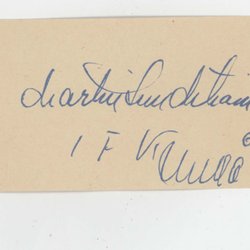 Martin Lundström
I F K Umeå